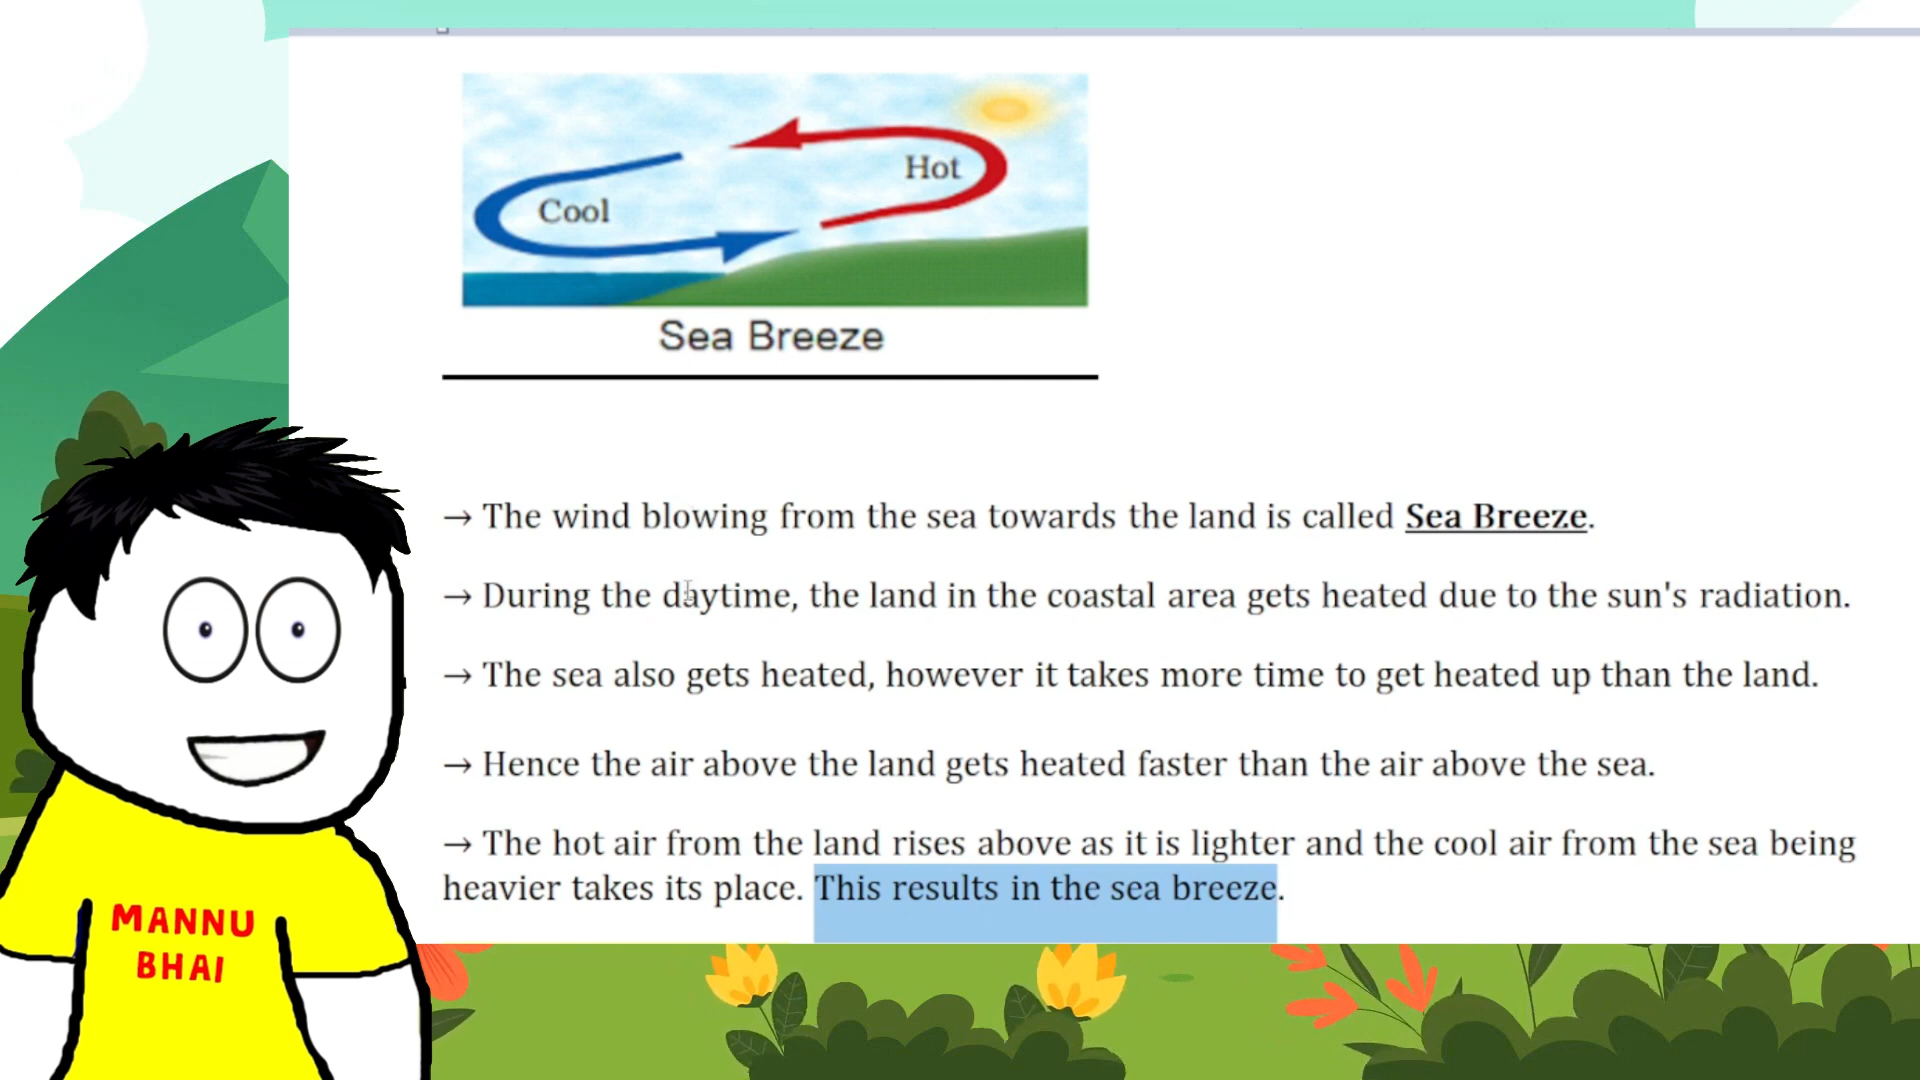 Hot
Cool
Sea Breeze
→ The wind blowing from the sea towards the land is called Sea Breeze.
→ During the daytime, the land in the coastal area gets heated due to the sun's radiation.
→ The sea also gets heated, however it takes more time to get heated up than the land.
→ Hence the air above the land gets heated faster than the air above the sea.
→ The hot air from the land rises above as it is lighter and the cool air from the sea being
heavier takes its place. This results in the sea breeze.
MANNU
BHAI